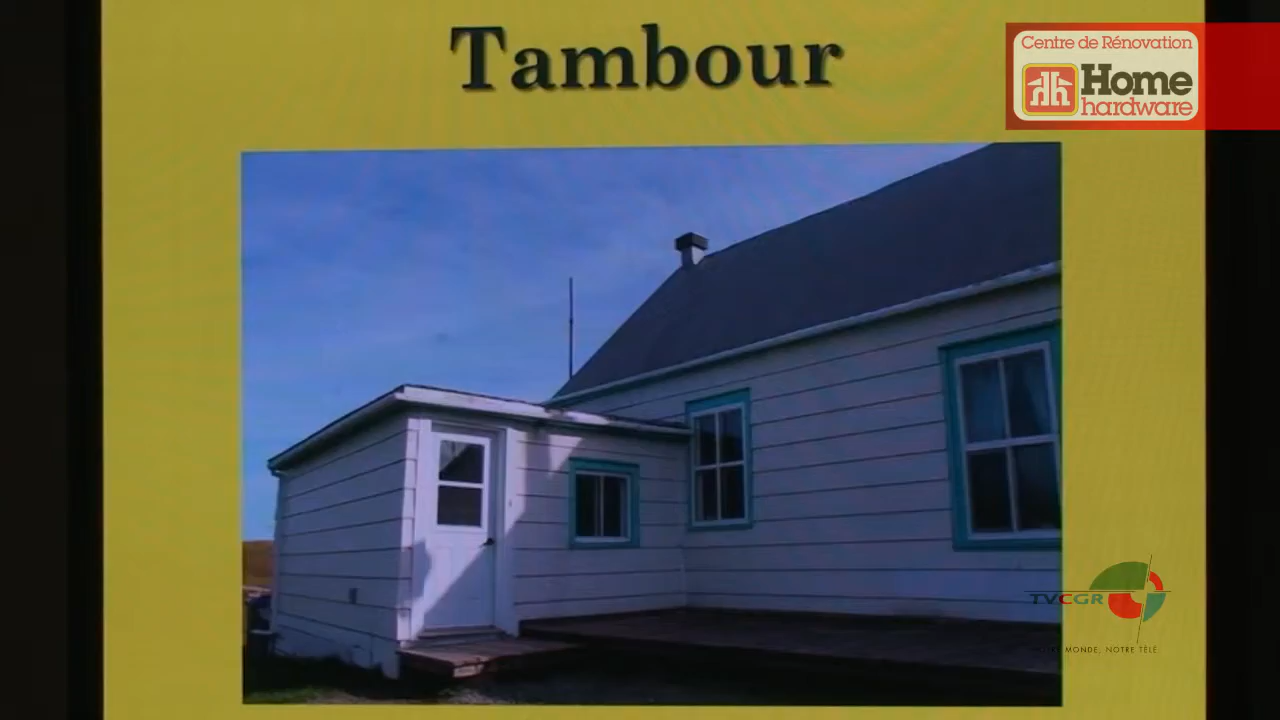 Tambour
Centre de Rénovation
Home
hardware
TVCGR
MONDE, NOTRE TÉLÉ